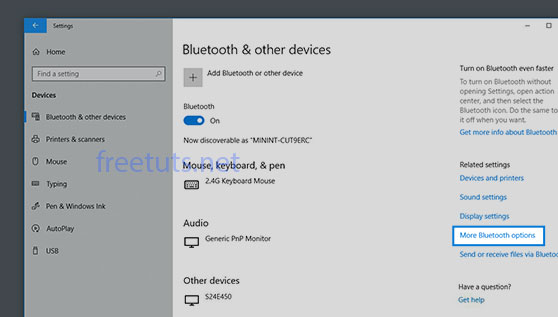 Settings
Home
Find a setting
Devices
Bluetooth & other devices
Printers & scanners
Mouse
Typing
Pen & Windows Ink
AutoPlay
USB
Bluetooth & other devices
Add Bluetooth or other device
Bluetooth
On
Now discoverable as "MININT-CUT9ERC"
Mouse, keyboard, & pen
2.4G Keyboard Mouse
Audio
Generic PnP Monitor
Other devices
S24E450
Turn on Bluetooth even faster
To turn on Bluetooth without
opening Settings, open action
center, and then select the
Bluetooth icon. Do the same to
it off when you want.
Get more info about Bluetooth
Related settings
Devices and printers
Sound settings
Display settings
More Bluetooth options
Send or receive files via Bluetoo
Have a question?
Get help
freetuts.net